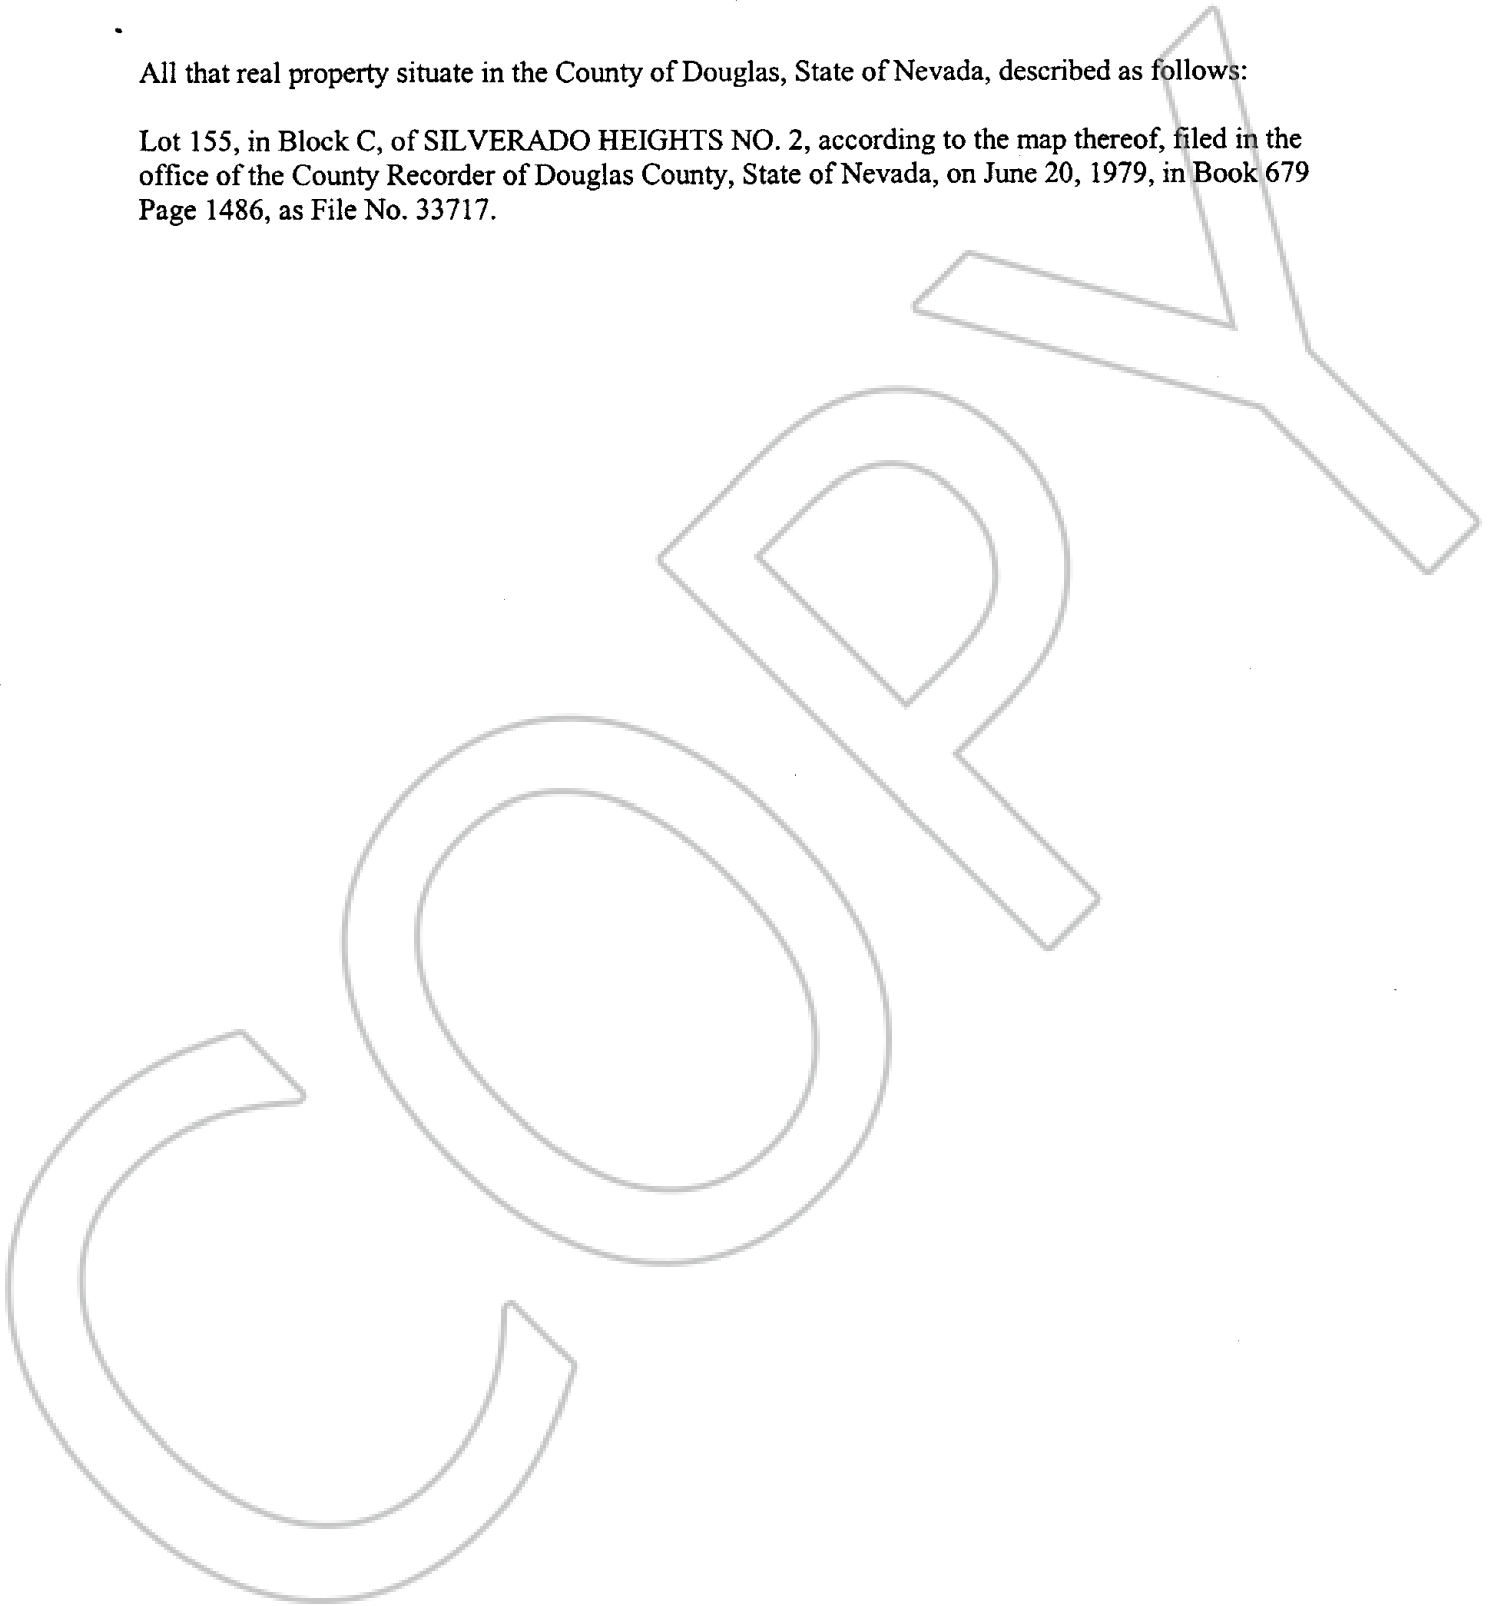 All that real property situate in the County of Douglas, State of Nevada, described as follows:
Lot 155, in Block C, of SILVERADO HEIGHTS NO. 2, according to the map thereof, filed in the
office of the County Recorder of Douglas County, State of Nevada, on June 20, 1979, in Book 679
Page 1486, as File No. 33717.
COPY